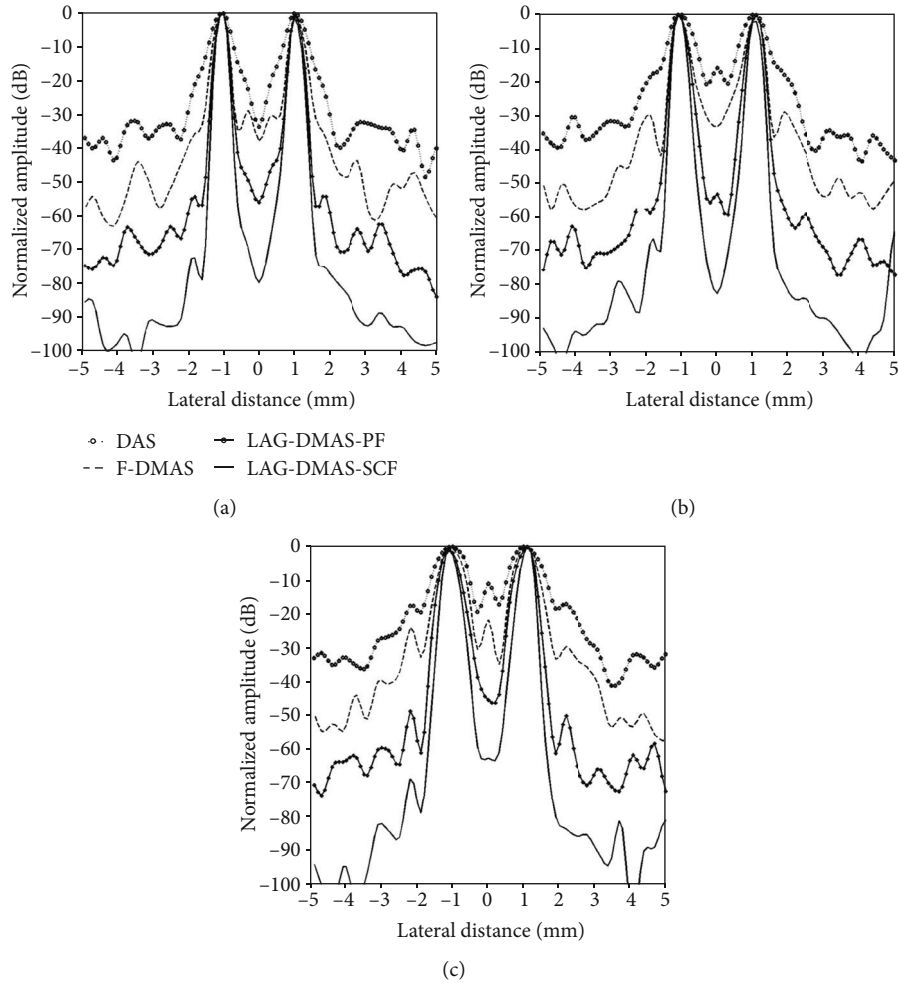 0
−10
−20
−30
−40
−50
−60
−70
−80
−90
−100
Normalized amplitude (dB)
−5 −4 −3 −2 −1 0 1 2 3 4 5
Lateral distance (mm)
0
−10
−20
−30
−40
−50
−60
−70
−80
−90
−100
Normalized amplitude (dB)
−5 −4 −3 −2 −1 0 1 2 3 4 5
Lateral distance (mm)
DAS
F-DMAS
LAG-DMAS-PF
LAG-DMAS-SCF
(a)
(b)
0
−10
−20
−30
−40
−50
−60
−70
−80
−90
−100
Normalized amplitude (dB)
−5 −4 −3 −2 −1 0 1 2 3 4 5
Lateral distance (mm)
(c)